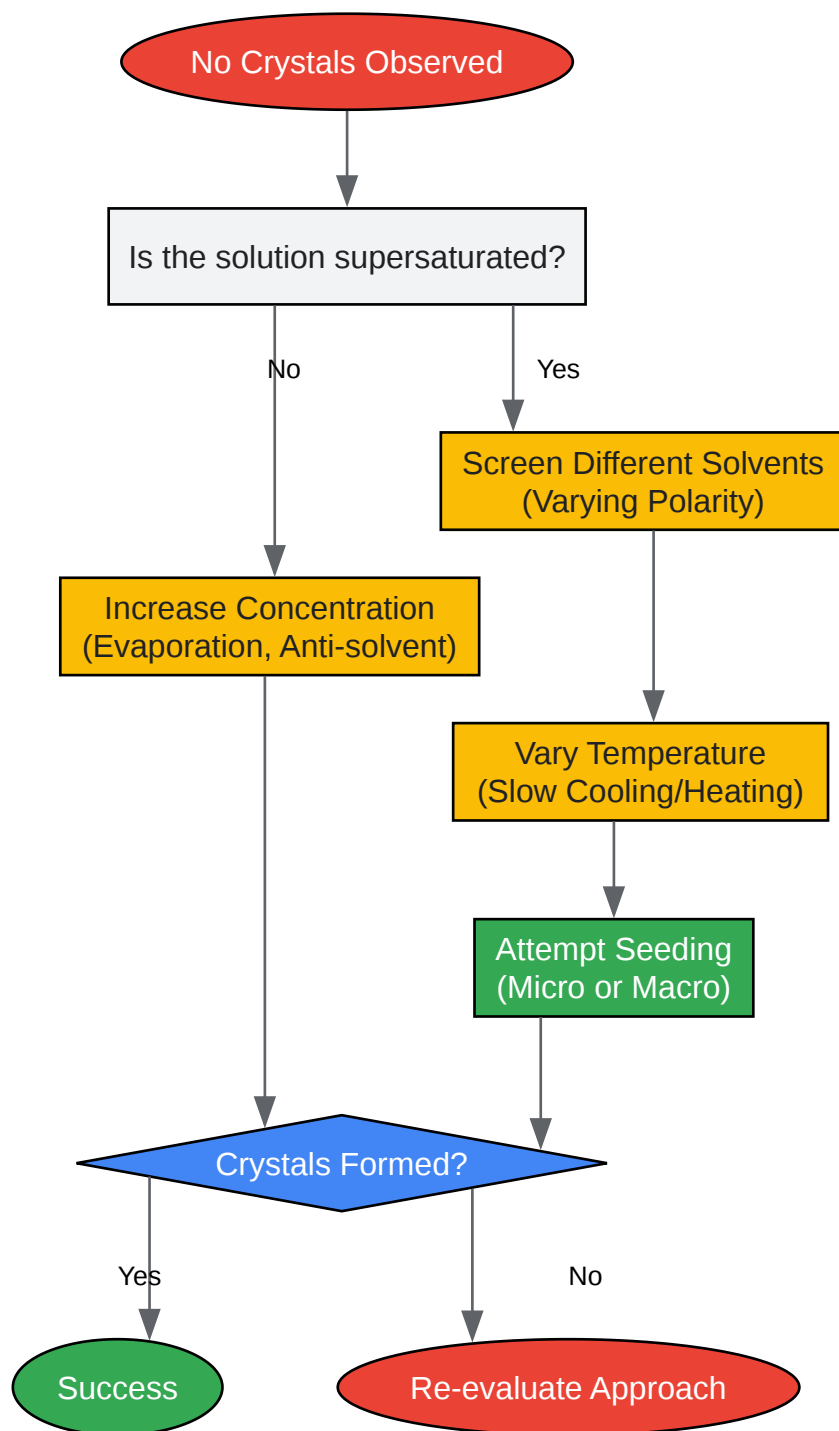 No Crystals Observed
Is the solution supersaturated?
No
Yes
Screen Different Solvents
(Varying Polarity)
Increase Concentration
(Evaporation, Anti-solvent)
Vary Temperature
(Slow Cooling/Heating)
Attempt Seeding
(Micro or Macro)
Crystals Formed?
Yes
No
Success
Re-evaluate Approach